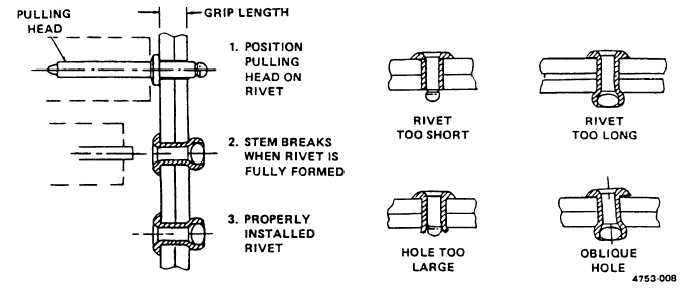 PULLING
HEAD
GRIP LENGTH
1. POSITION
PULLING
HEAD ON
RIVET
2. STEM BREAKS
WHEN RIVET IS
FULLY FORMED
3. PROPERLY
INSTALLED
RIVET
RIVET
TOO SHORT
RIVET
TOO LONG
HOLE TOO
LARGE
OBLIQUE
HOLE
4753-008